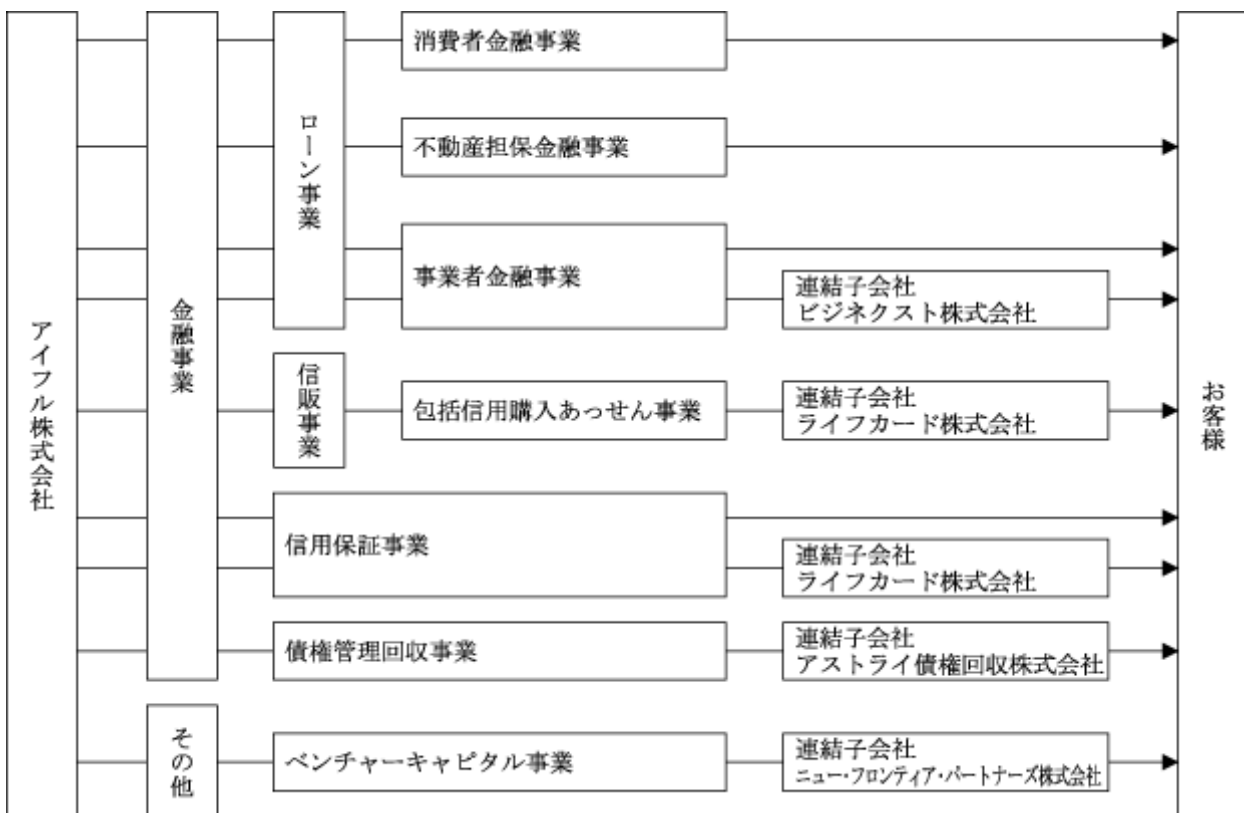 アイフル株式会社
金融事業
ローン事業
消費者金融事業
不動産担保金融事業
事業者金融事業
連結子会社
ビジネクスト株式会社
信販事業
包括信用購入あっせん事業
連結子会社
ライフカード株式会社
信用保証事業
連結子会社
ライフカード株式会社
債権管理回収事業
連結子会社
アストライ債権回収株式会社
その他
ベンチャーキャピタル事業
連結子会社
ニュー・フロンティア・パートナーズ株式会社
お客様